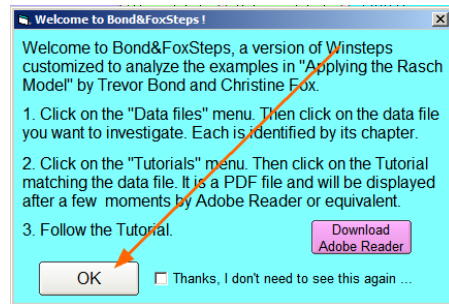 Welcome to Bond&FoxSteps !
Welcome to Bond&FoxSteps, a version of Winsteps
customized to analyze the examples in "Applying the Rasch
Model" by Trevor Bond and Christine Fox.
1. Click on the "Data files" menu. Then click on the data file
you want to investigate. Each is identified by its chapter.
2. Click on the "Tutorials" menu. Then click on the Tutorial
matching the data file. It is a PDF file and will be displayed
after a few moments by Adobe Reader or equivalent.
3. Follow the Tutorial.
Download
Adobe Reader
OK
Thanks, I don't need to see this again ...